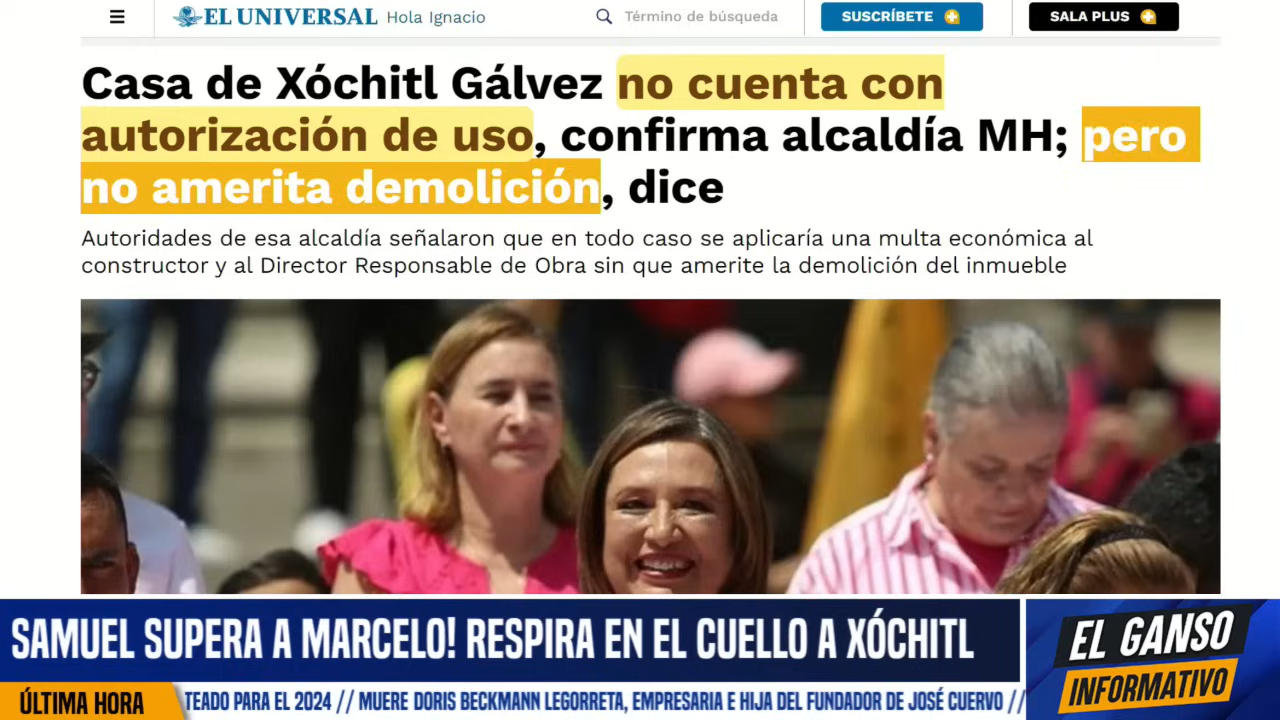 EL UNIVERSAL Hola Ignacio Término de búsqueda SUSCRÍBETE SALA PLUS
Casa de Xóchitl Gálvez no cuenta con
autorización de uso, confirma alcaldía MH; pero
no amerita demolición, dice
Autoridades de esa alcaldía señalaron que en todo caso se aplicaría una multa económica al
constructor y al Director Responsable de Obra sin que amerite la demolición del inmueble
SAMUEL SUPERA A MARCELO! RESPIRA EN EL CUELLO A XÓCHITL
EL GANSO
INFORMATIVO
ÚLTIMA HORA TEADO PARA EL 2024 // MUERE DORIS BECKMANN LEGORRETA, EMPRESARIA E HIJA DEL FUNDADOR DE JOSÉ CUERVO //